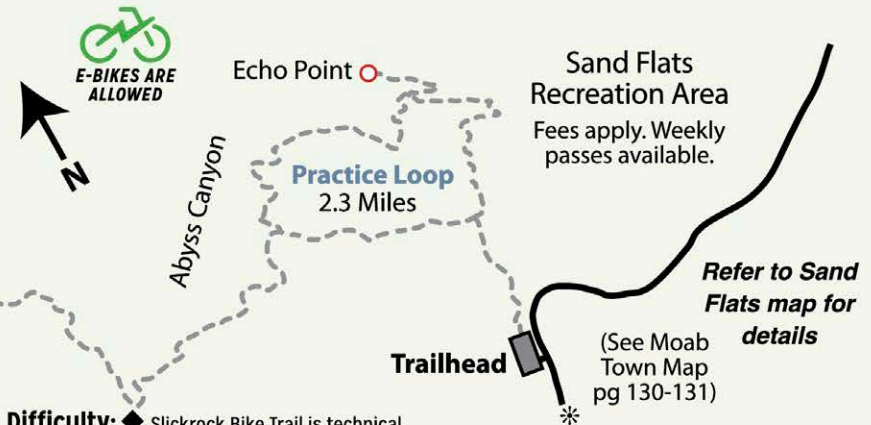 E-BIKES ARE
ALLOWED
N
Echo Point
Sand Flats
Recreation Area
Fees apply. Weekly
passes available.
Abyss Canyon
Practice Loop
2.3 Miles
Refer to Sand
Flats map for
details
Trailhead
(See Moab
Town Map
pg 130-131)
Difficulty: ◆ Slickrock Bike Trail is technical